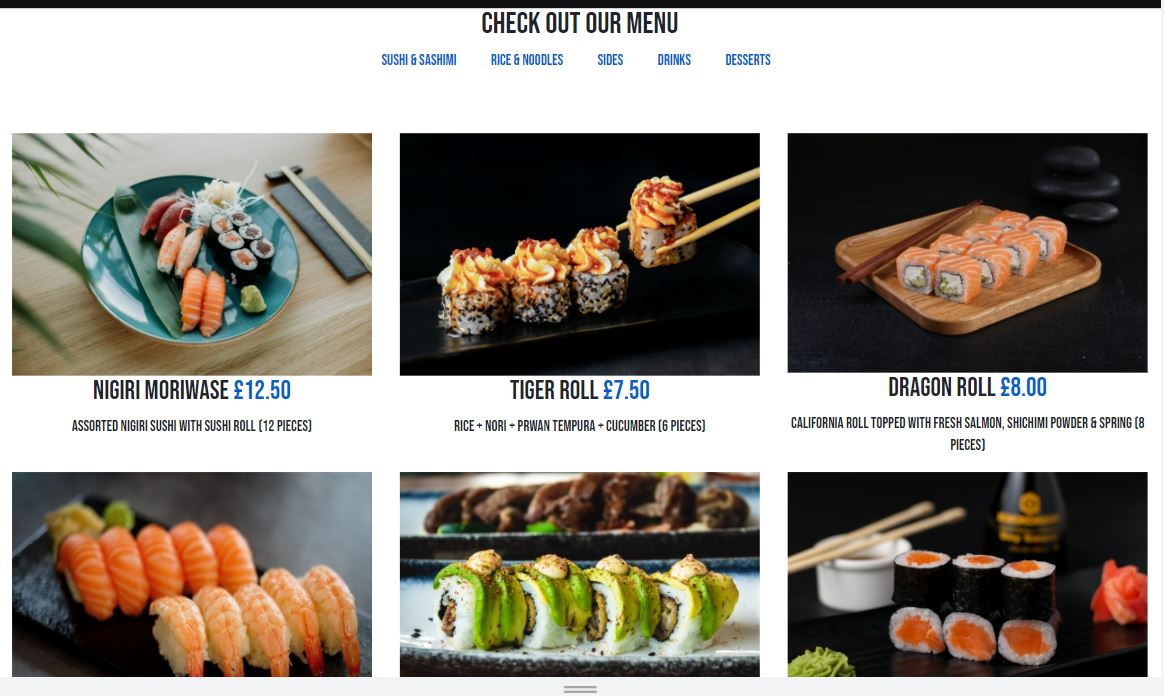 CHECK OUT OUR MENU
SUSHI & SASHIMI RICE & NOODLES SIDES DRINKS DESSERTS
NIGIRI MORIWASE £12.50
ASSORTED NIGIRI SUSHI WITH SUSHI ROLL (12 PIECES)
TIGER ROLL £7.50
RICE + NORI + PRWAN TEMPURA + CUCUMBER (6 PIECES)
DRAGON ROLL £8.00
CALIFORNIA ROLL TOPPED WITH FRESH SALMON, SHICHIMI POWDER & SPRING (8
PIECES)